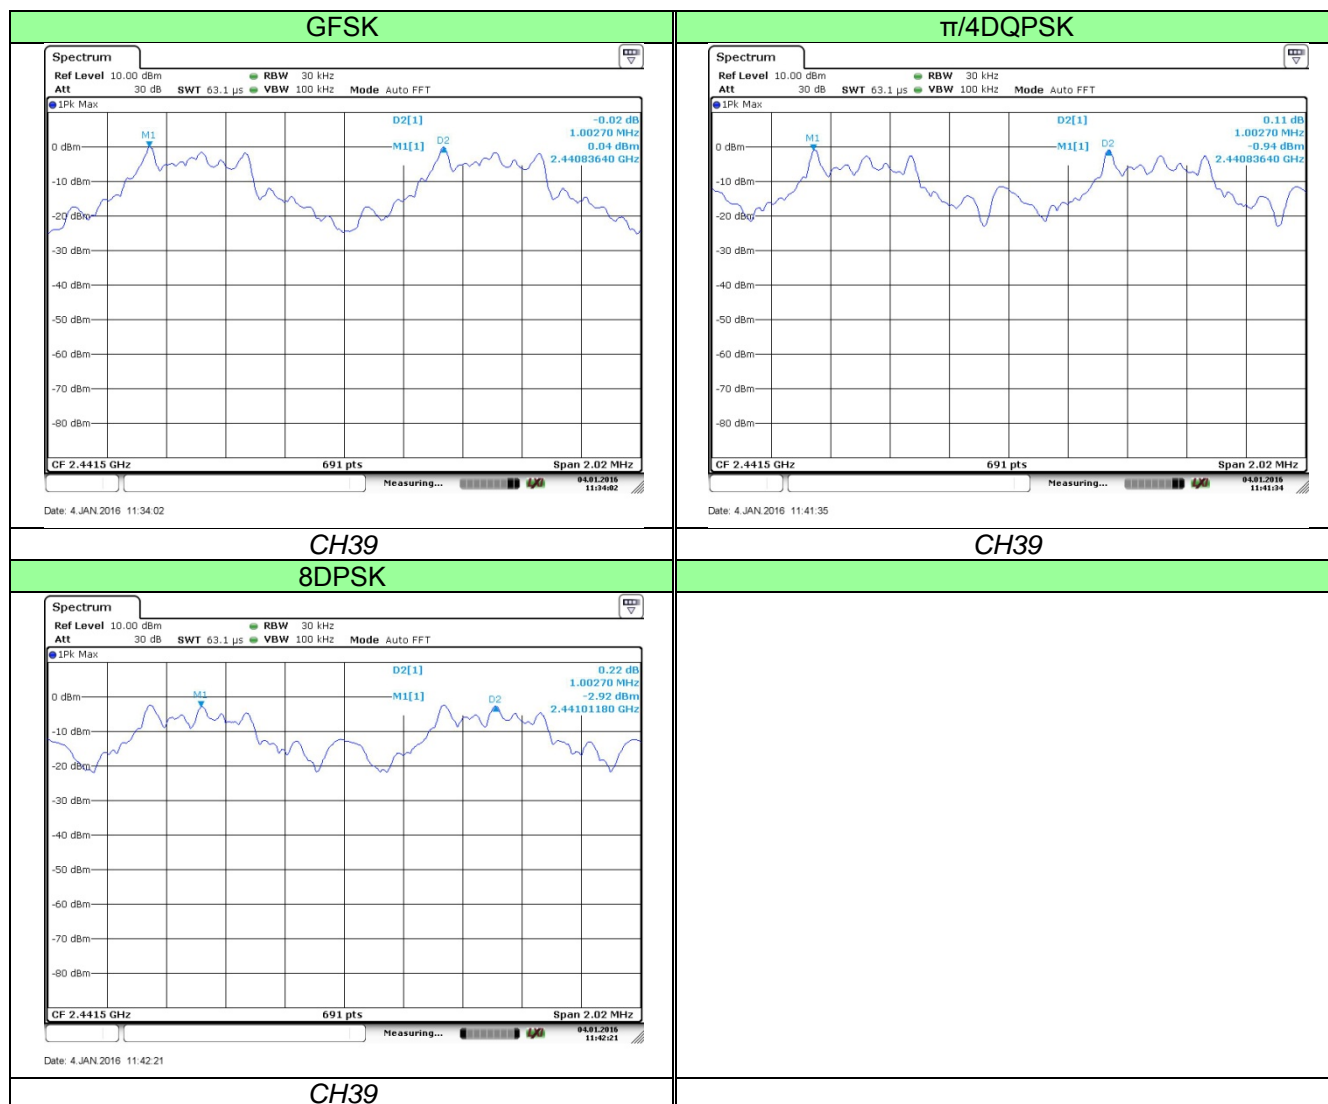 GFSK
Spectrum
Ref Level 10.00 dBm RBW 30 kHz
Att 30 dB SWT 63.1 µs VBW 100 kHz Mode Auto FFT
1Pk Max
D2[1] -0.02 dB
1.00270 MHz
M1[1] 0.04 dBm
2.44083640 GHz
M1
D2
0 dBm
-10 dBm
-20 dBm
-30 dBm
-40 dBm
-50 dBm
-60 dBm
-70 dBm
-80 dBm
CF 2.4415 GHz 691 pts Span 2.02 MHz
Measuring... 04.01.2016
11:34:02
Date: 4.JAN.2016 11:34:02
CH39
π/4DQPSK
Spectrum
Ref Level 10.00 dBm RBW 30 kHz
Att 30 dB SWT 63.1 µs VBW 100 kHz Mode Auto FFT
1Pk Max
D2[1] 0.11 dB
1.00270 MHz
M1[1] -0.94 dBm
2.44083640 GHz
M1
D2
0 dBm
-10 dBm
-20 dBm
-30 dBm
-40 dBm
-50 dBm
-60 dBm
-70 dBm
-80 dBm
CF 2.4415 GHz 691 pts Span 2.02 MHz
Measuring... 04.01.2016
11:41:34
Date: 4.JAN.2016 11:41:35
CH39
8DPSK
Spectrum
Ref Level 10.00 dBm RBW 30 kHz
Att 30 dB SWT 63.1 µs VBW 100 kHz Mode Auto FFT
1Pk Max
D2[1] 0.22 dB
1.00270 MHz
M1[1] -2.92 dBm
2.44101180 GHz
M1
D2
0 dBm
-10 dBm
-20 dBm
-30 dBm
-40 dBm
-50 dBm
-60 dBm
-70 dBm
-80 dBm
CF 2.4415 GHz 691 pts Span 2.02 MHz
Measuring... 04.01.2016
11:42:21
Date: 4.JAN.2016 11:42:21
CH39